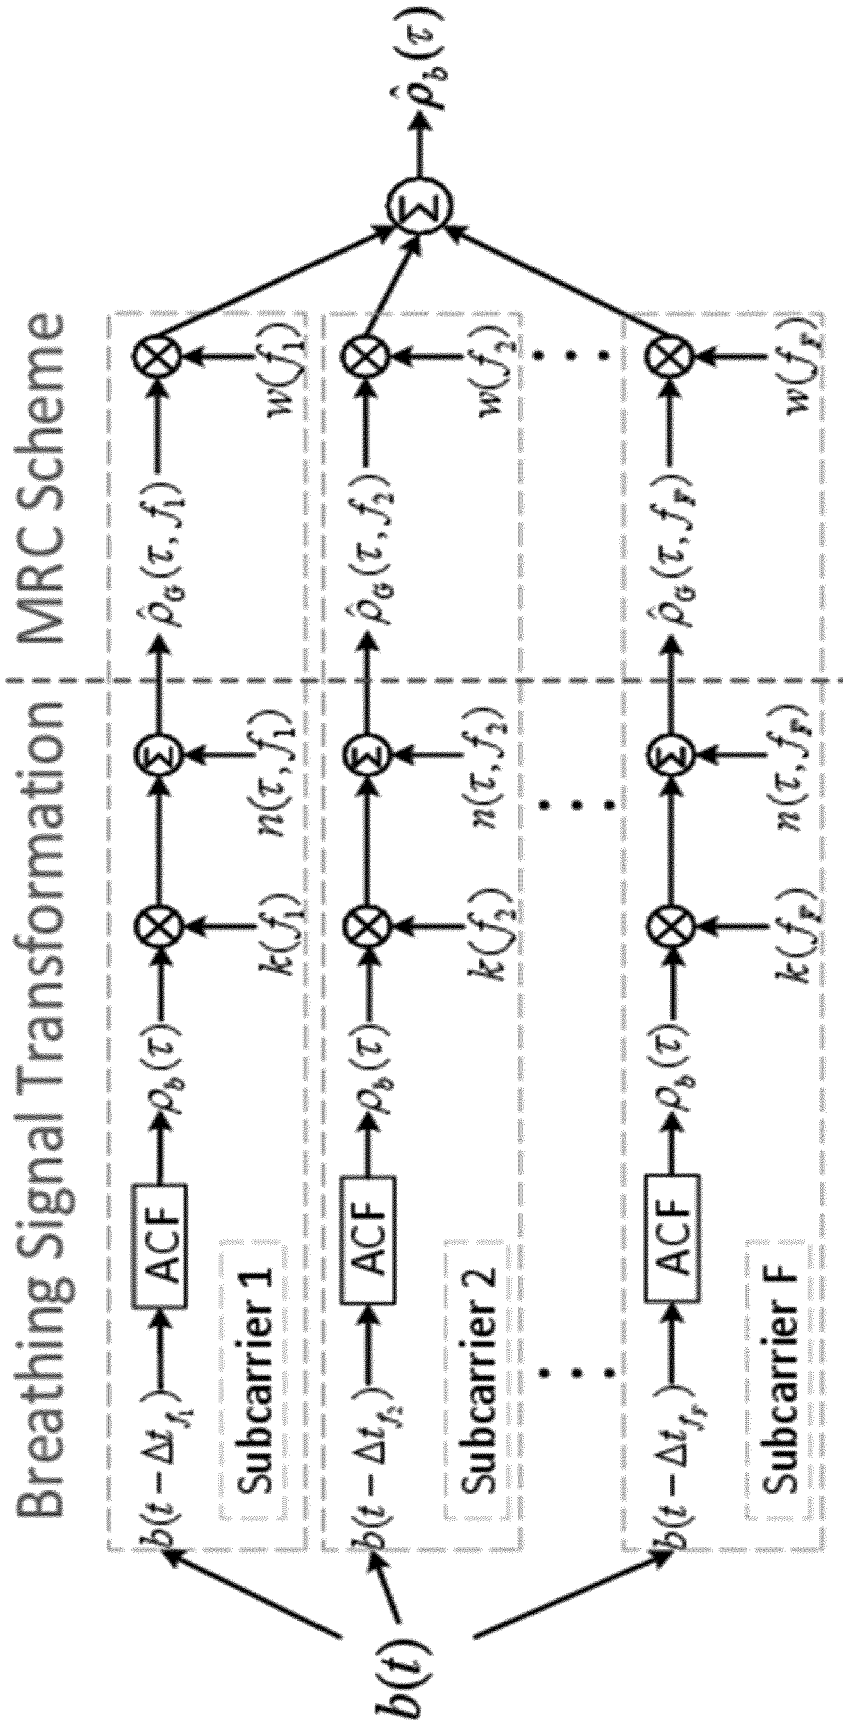 Breathing Signal Transformation
MRC Scheme
b(t)
b(t − Δt_{f_1})
ACF
ρ_b(τ)
k(f_1)
n(τ, f_1)
ρ̂_G(τ, f_1)
w(f_1)
Subcarrier 1
b(t − Δt_{f_2})
ACF
ρ_b(τ)
k(f_2)
n(τ, f_2)
ρ̂_G(τ, f_2)
w(f_2)
Subcarrier 2
b(t − Δt_{f_F})
ACF
ρ_b(τ)
k(f_F)
n(τ, f_F)
ρ̂_G(τ, f_F)
w(f_F)
Subcarrier F
Σ
Σ
Σ
Σ
ρ̂_b(τ)